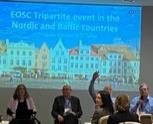 EOSC Tripartite event in the
Nordic and Baltic countries